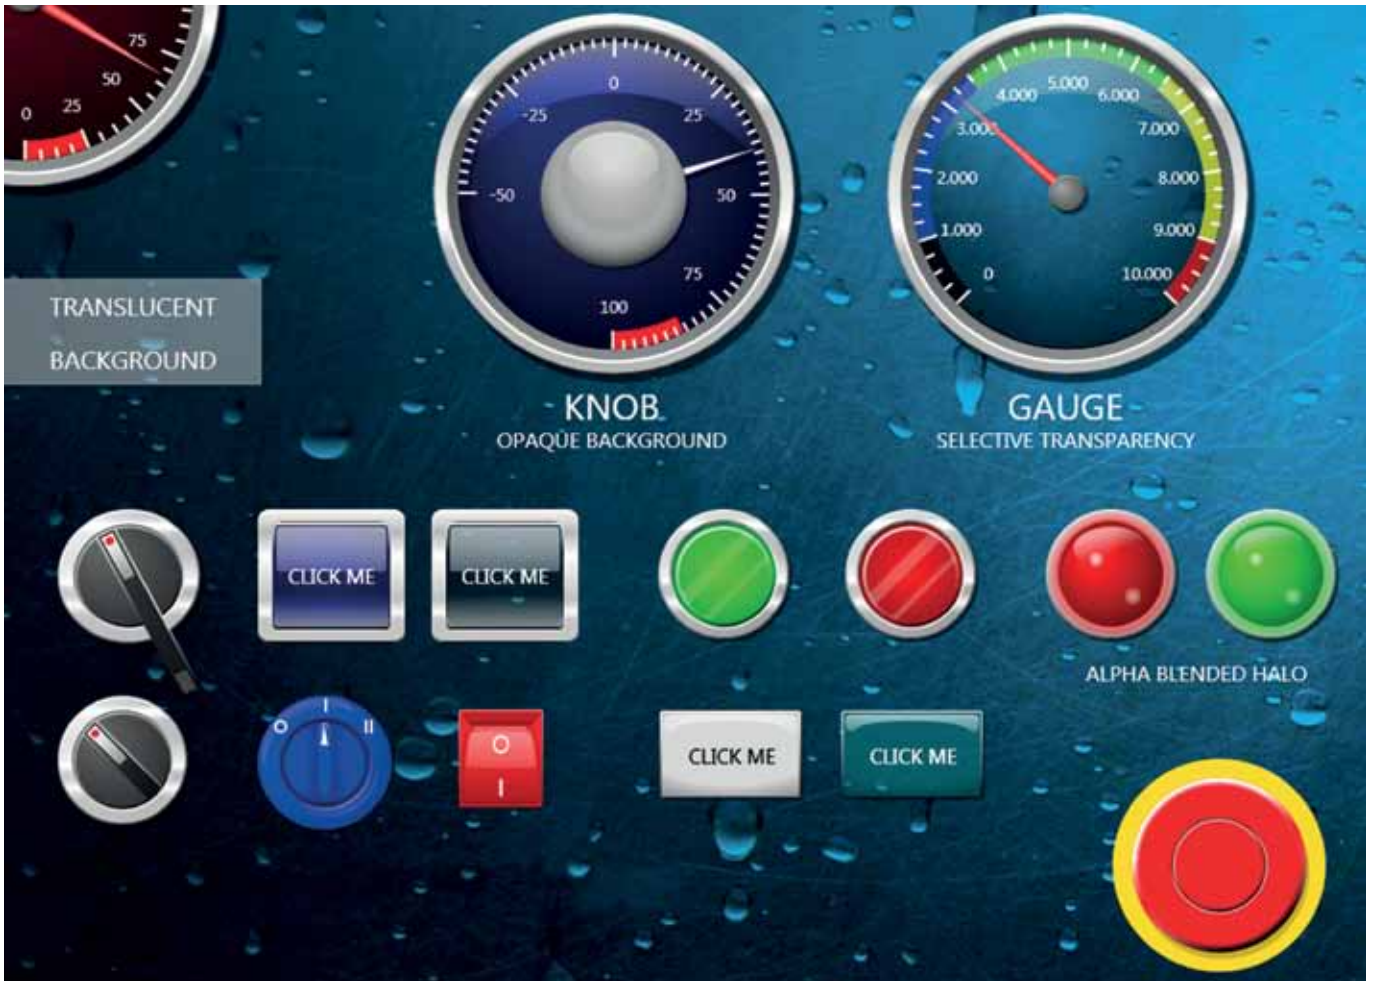 75
50
25
0
0
-25
25
-50
50
75
100
5.000
4.000
6.000
3.000
7.000
2.000
8.000
1.000
9.000
0
10.000
TRANSLUCENT
BACKGROUND
KNOB
OPAQUE BACKGROUND
GAUGE
SELECTIVE TRANSPARENCY
CLICK ME
CLICK ME
ALPHA BLENDED HALO
O
I
II
O
I
CLICK ME
CLICK ME